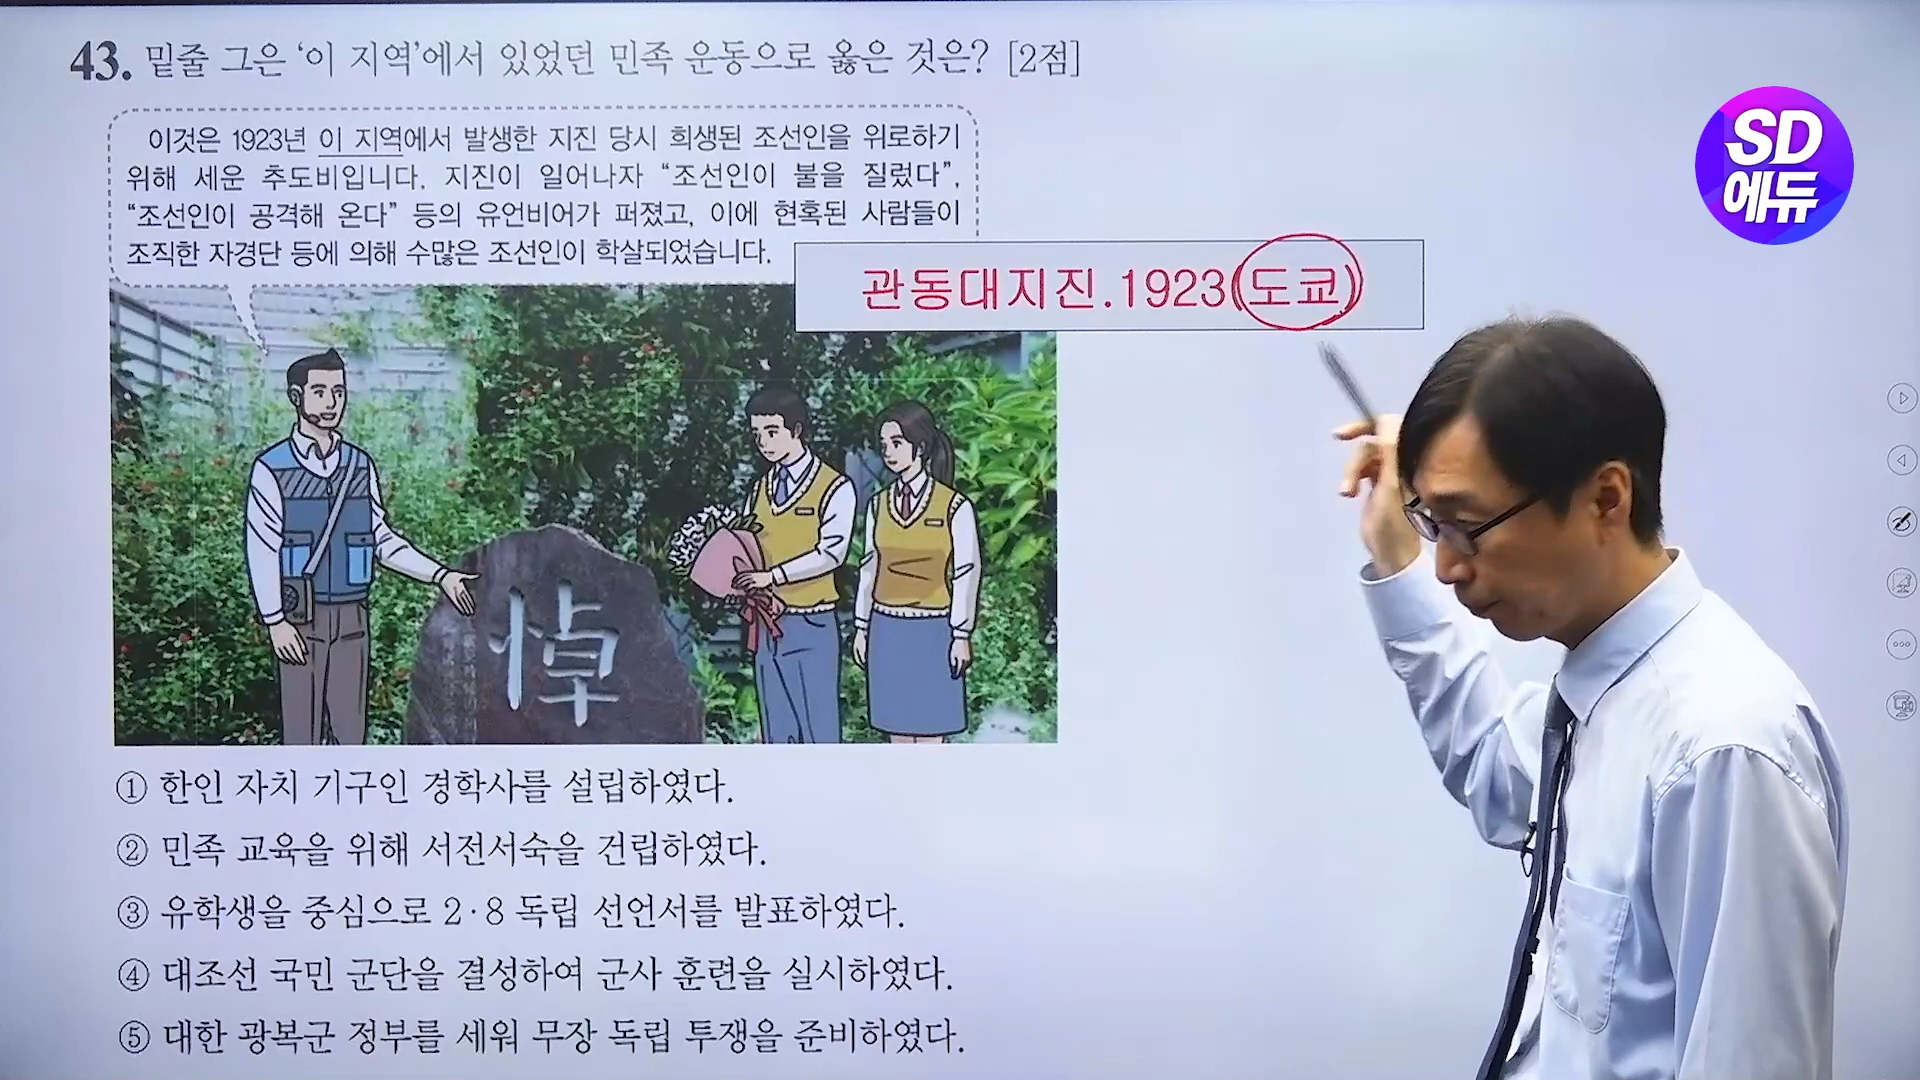 43. 밑줄 그은 ‘이 지역’에서 있었던 민족 운동으로 옳은 것은? [2점]
이것은 1923년 이 지역에서 발생한 지진 당시 희생된 조선인을 위로하기
위해 세운 추도비입니다. 지진이 일어나자 “조선인이 불을 질렀다”,
“조선인이 공격해 온다” 등의 유언비어가 퍼졌고, 이에 현혹된 사람들이
조직한 자경단 등에 의해 수많은 조선인이 학살되었습니다.
관동대지진.1923(도쿄)
SD
에듀
悼
① 한인 자치 기구인 경학사를 설립하였다.
② 민족 교육을 위해 서전서숙을 건립하였다.
③ 유학생을 중심으로 2·8 독립 선언서를 발표하였다.
④ 대조선 국민 군단을 결성하여 군사 훈련을 실시하였다.
⑤ 대한 광복군 정부를 세워 무장 독립 투쟁을 준비하였다.